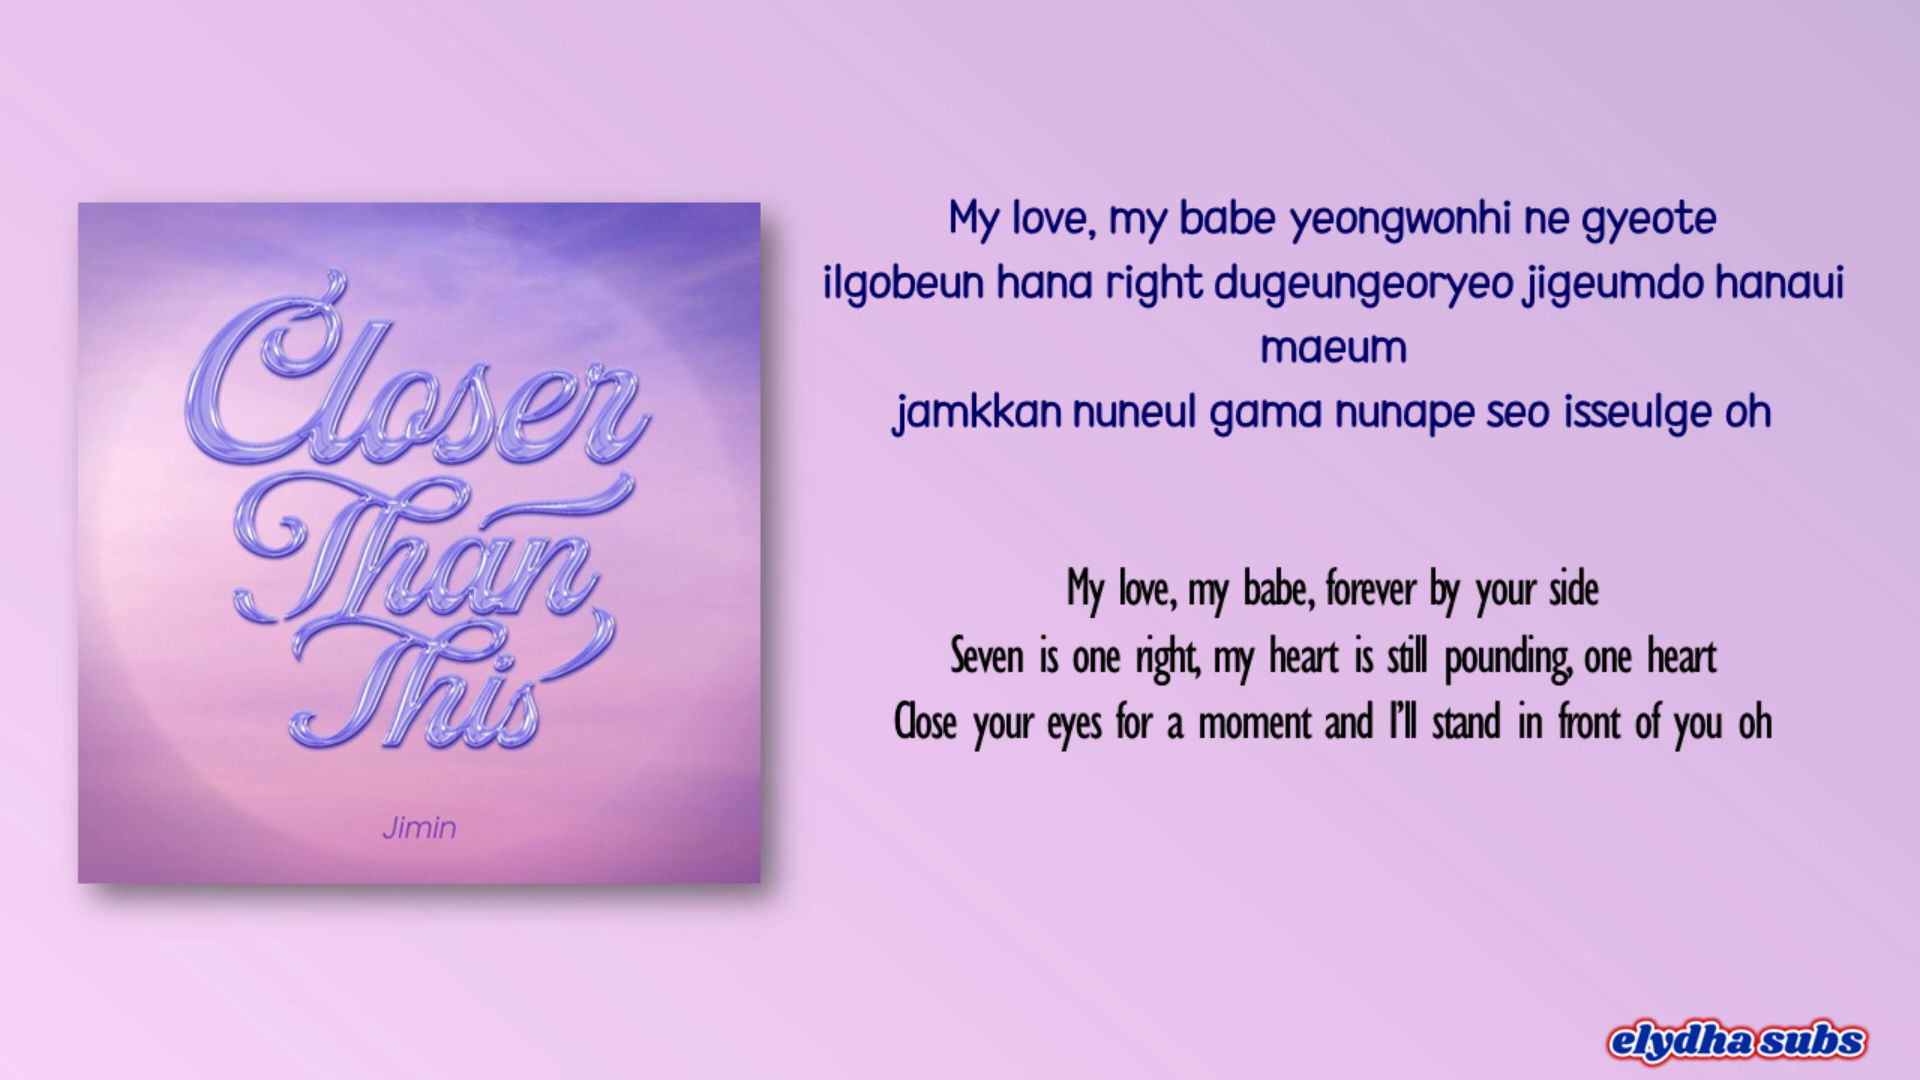 Closer
Than
This
Jimin
My love, my babe yeongwonhi ne gyeote
ilgobeun hana right dugeungeoryeo jigeumdo hanaui
maeum
jamkkan nuneul gama nunape seo isseulge oh
My love, my babe, forever by your side
Seven is one right, my heart is still pounding, one heart
Close your eyes for a moment and I'll stand in front of you oh
elydha subs